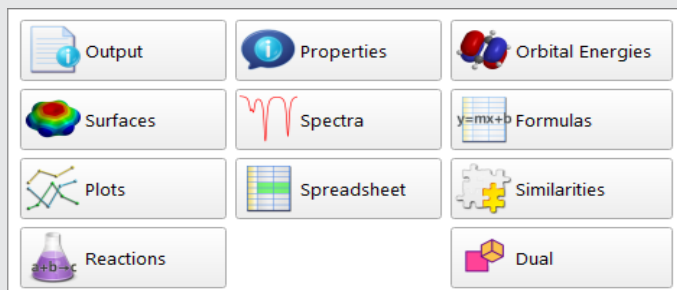 Output
Properties
Orbital Energies
Surfaces
Spectra
y=mx+b
Formulas
Plots
Spreadsheet
Similarities
a+b→c
Reactions
Dual